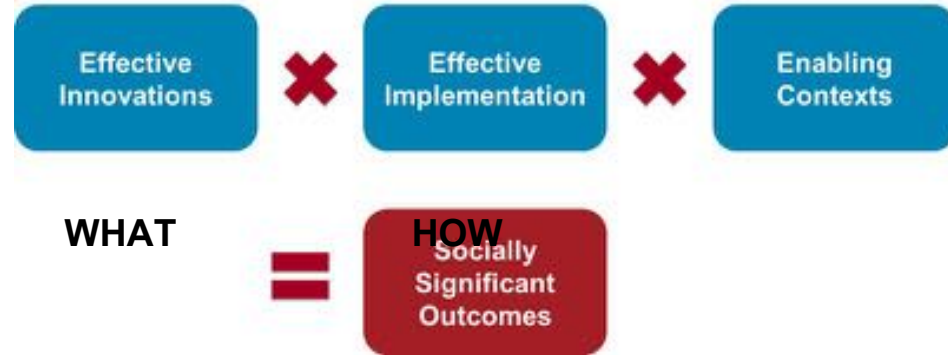 Effective
Innovations
✖
Effective
Implementation
✖
Enabling
Contexts
WHAT
HOW
=
Socially
Significant
Outcomes